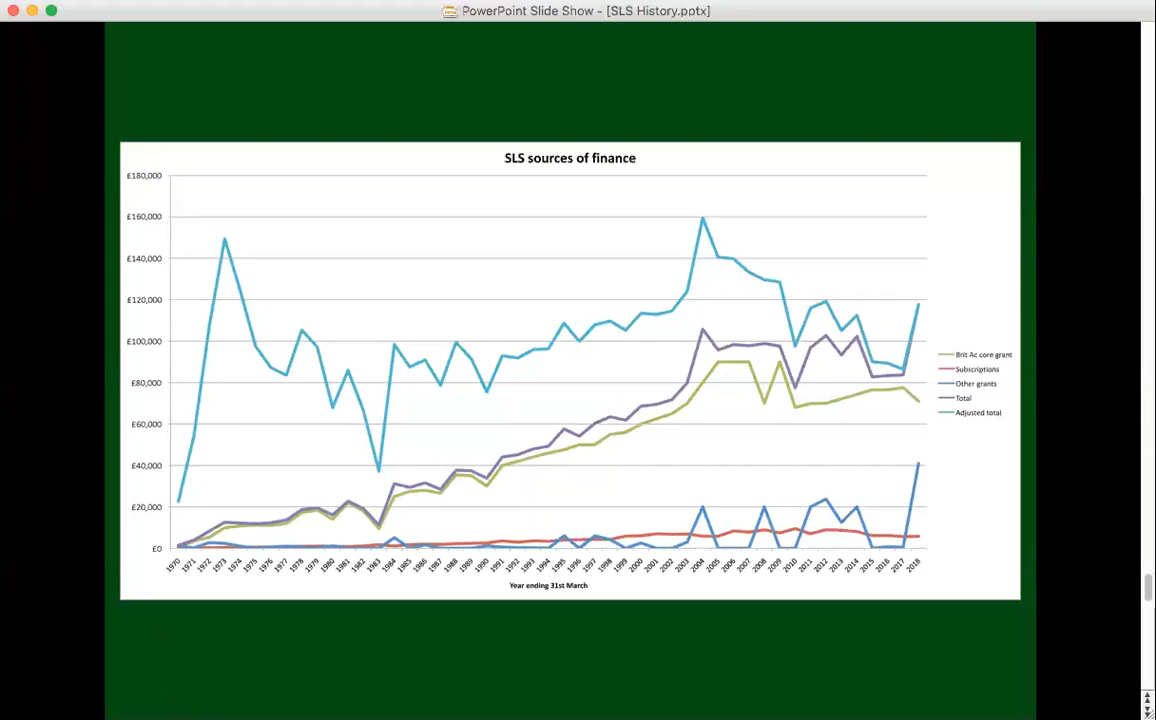 PowerPoint Slide Show - [SLS History.pptx]
SLS sources of finance
£180,000
£160,000
£140,000
£120,000
£100,000
£80,000
£60,000
£40,000
£20,000
£0
Brit Ac core grant
Subscriptions
Other grants
Total
Adjusted total
1970 1971 1972 1973 1974 1975 1976 1977 1978 1979 1980 1981 1982 1983 1984 1985 1986 1987 1988 1989 1990 1991 1992 1993 1994 1995 1996 1997 1998 1999 2000 2001 2002 2003 2004 2005 2006 2007 2008 2009 2010 2011 2012 2013 2014 2015 2016 2017 2018
Year ending 31st March